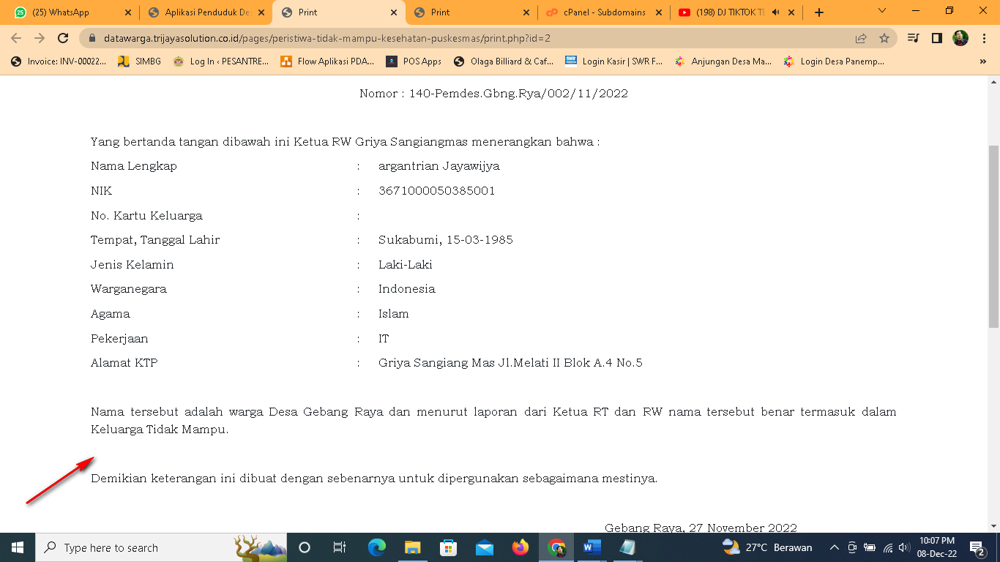 (25) WhatsApp
Aplikasi Penduduk De
Print
Print
cPanel - Subdomains
(198) DJ TIKTOK TE
datawarga.trijayasolution.co.id/pages/peristiwa-tidak-mampu-kesehatan-puskesmas/print.php?id=2
Invoice: INV-00022...
SIMBG
Log In ‹ PESANTRE...
Flow Aplikasi PDA...
POS Apps
Olaga Billiard & Caf...
Login Kasir | SWR F...
Anjungan Desa Ma...
Login Desa Panemp...
Nomor : 140-Pemdes.Gbng.Rya/002/11/2022
Yang bertanda tangan dibawah ini Ketua RW Griya Sangiangmas menerangkan bahwa :
Nama Lengkap : argantrian Jayawijya
NIK : 3671000050385001
No. Kartu Keluarga :
Tempat, Tanggal Lahir : Sukabumi, 15-03-1985
Jenis Kelamin : Laki-Laki
Warganegara : Indonesia
Agama : Islam
Pekerjaan : IT
Alamat KTP : Griya Sangiang Mas Jl.Melati II Blok A.4 No.5
Nama tersebut adalah warga Desa Gebang Raya dan menurut laporan dari Ketua RT dan RW nama tersebut benar termasuk dalam
Keluarga Tidak Mampu.
Demikian keterangan ini dibuat dengan sebenarnya untuk dipergunakan sebagaimana mestinya.
Gebang Raya, 27 November 2022
Type here to search
27°C Berawan
10:07 PM
08-Dec-22
2